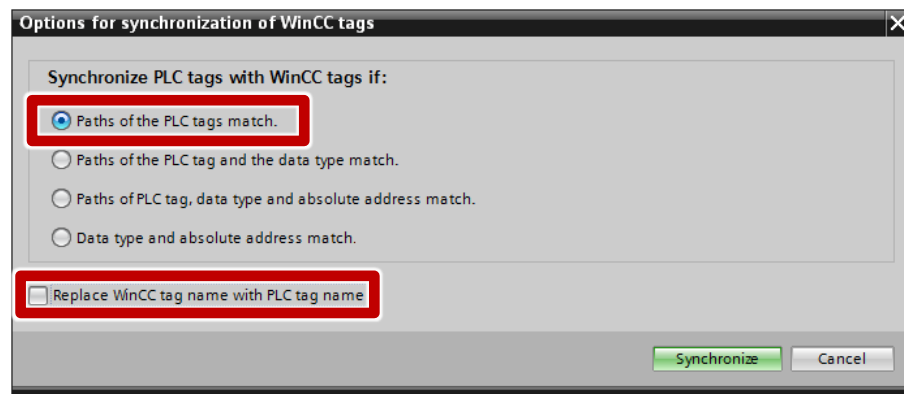 Options for synchronization of WinCC tags
Synchronize PLC tags with WinCC tags if:
Paths of the PLC tags match.
Paths of the PLC tag and the data type match.
Paths of PLC tag, data type and absolute address match.
Data type and absolute address match.
Replace WinCC tag name with PLC tag name
Synchronize Cancel